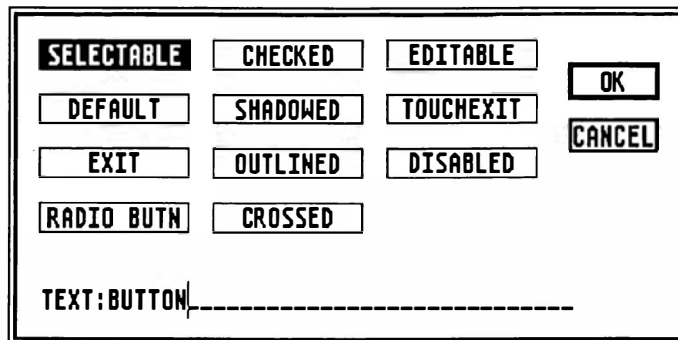 SELECTABLE CHECKED EDITABLE
OK
DEFAULT SHADOWED TOUCHEXIT
CANCEL
EXIT OUTLINED DISABLED
RADIO BUTN CROSSED
TEXT:BUTTON